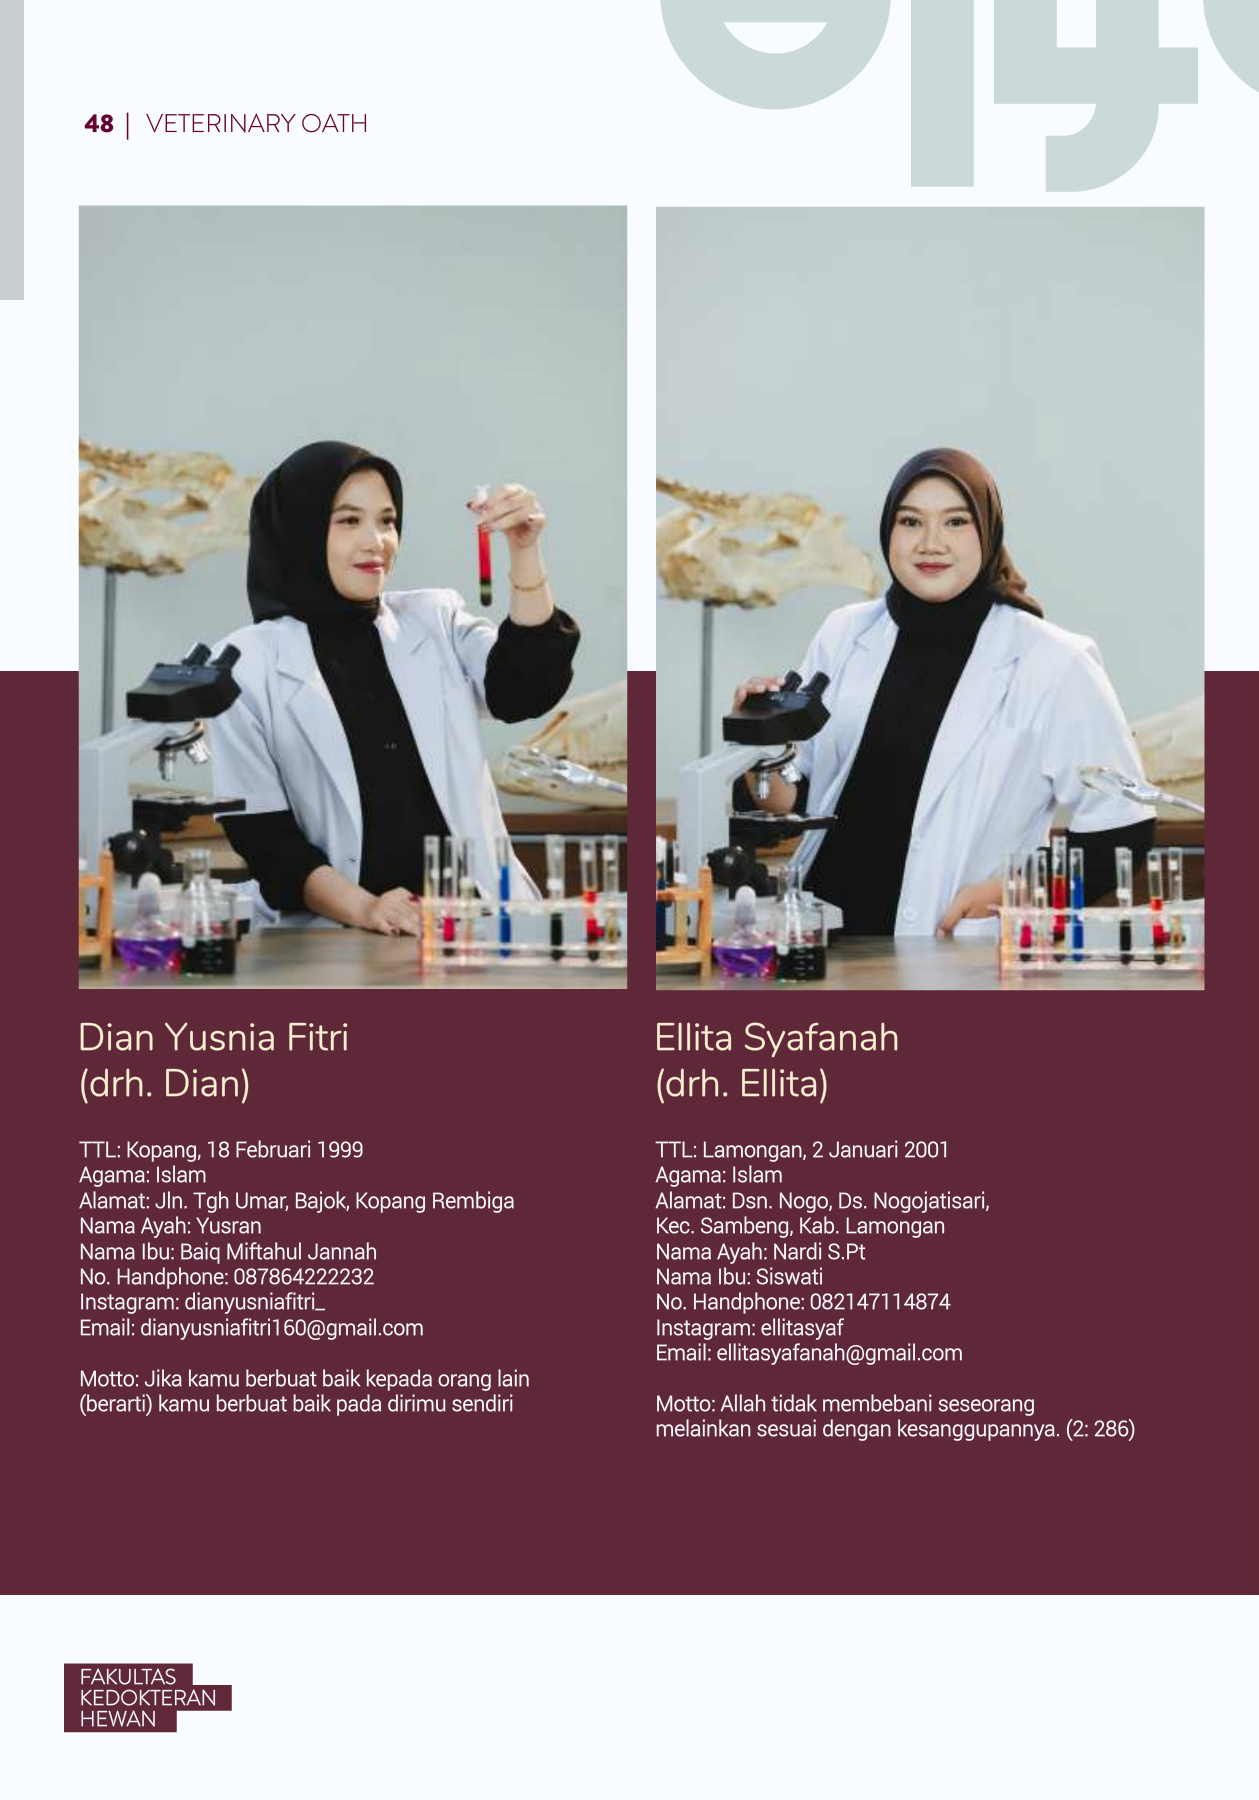 48 | VETERINARY OATH
Dian Yusnia Fitri
(drh. Dian)
TTL: Kopang, 18 Februari 1999
Agama: Islam
Alamat: Jln. Tgh Umar, Bajok, Kopang Rembiga
Nama Ayah: Yusran
Nama Ibu: Baiq Miftahul Jannah
No. Handphone: 087864222232
Instagram: dianyusniafitri_
Email: dianyusniafitri160@gmail.com
Motto: Jika kamu berbuat baik kepada orang lain
(berarti) kamu berbuat baik pada dirimu sendiri
Ellita Syafanah
(drh. Ellita)
TTL: Lamongan, 2 Januari 2001
Agama: Islam
Alamat: Dsn. Nogo, Ds. Nogojatisari,
Kec. Sambeng, Kab. Lamongan
Nama Ayah: Nardi S.Pt
Nama Ibu: Siswati
No. Handphone: 082147114874
Instagram: ellitasyaf
Email: ellitasyafanah@gmail.com
Motto: Allah tidak membebani seseorang
melainkan sesuai dengan kesanggupannya. (2: 286)
FAKULTAS
KEDOKTERAN
HEWAN